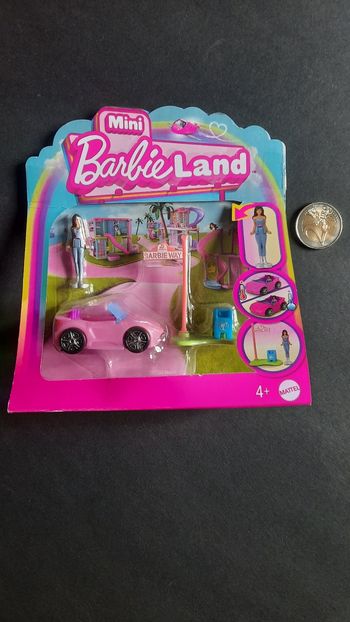 Mini
Barbie Land
BARBIE WAY
4+
MATTEL